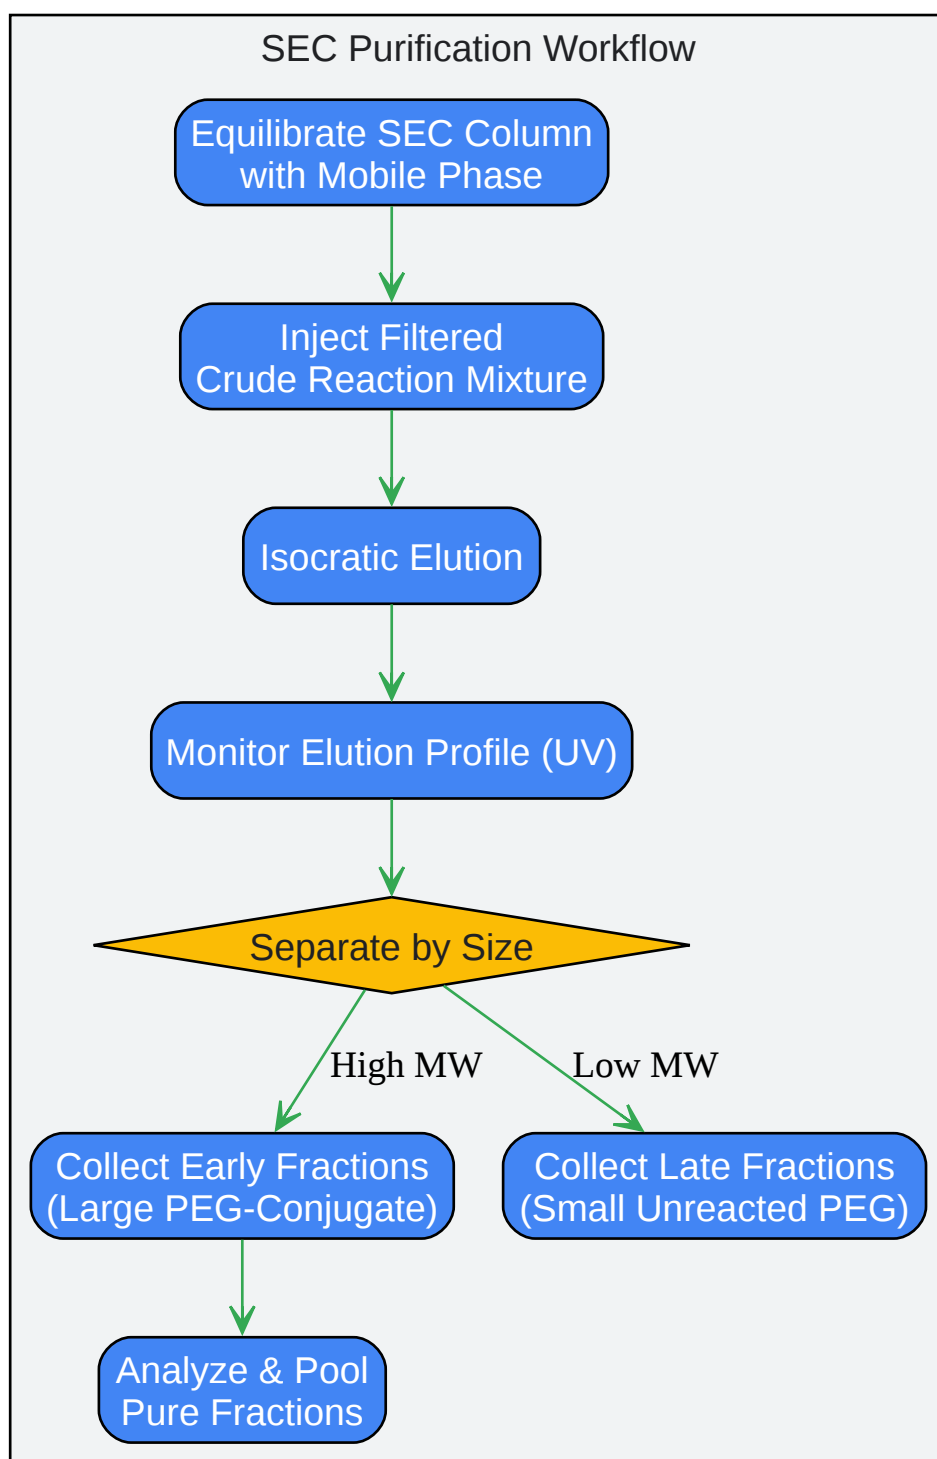 SEC Purification Workflow
Equilibrate SEC Column
with Mobile Phase
Inject Filtered
Crude Reaction Mixture
Isocratic Elution
Monitor Elution Profile (UV)
Separate by Size
High MW
Low MW
Collect Early Fractions
(Large PEG-Conjugate)
Collect Late Fractions
(Small Unreacted PEG)
Analyze & Pool
Pure Fractions